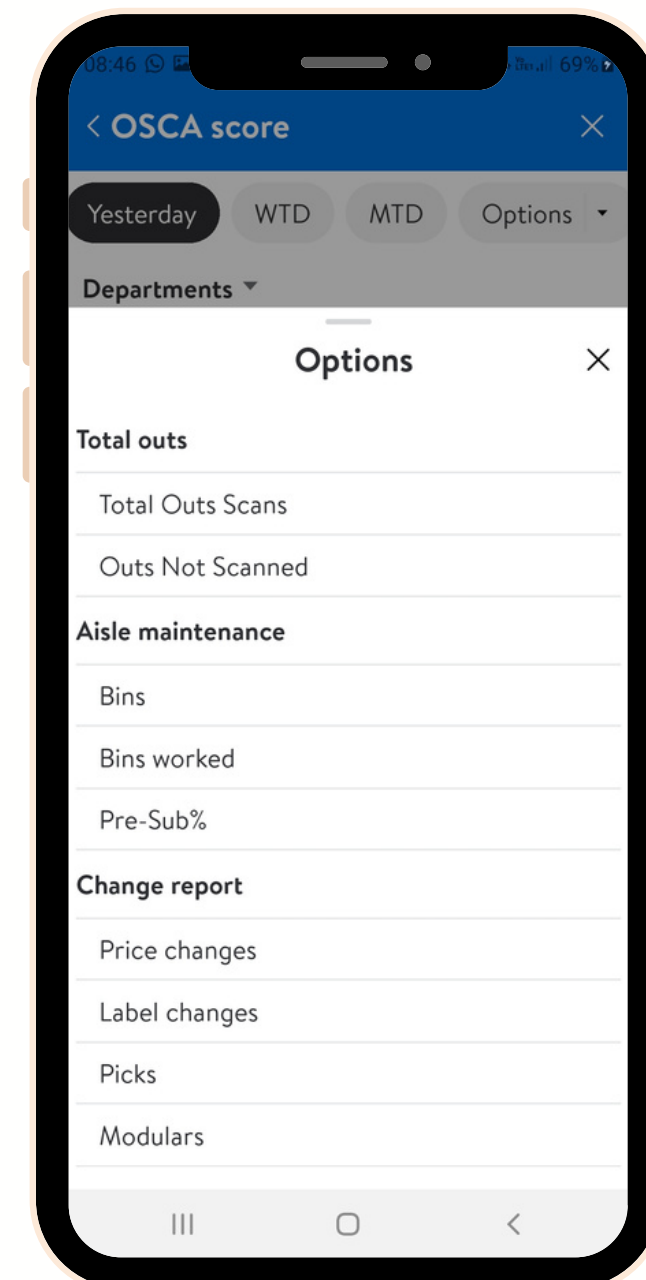 08:46 69%
OSCA score
Yesterday WTD MTD Options
Departments
Options
Total outs
Total Outs Scans
Outs Not Scanned
Aisle maintenance
Bins
Bins worked
Pre-Sub%
Change report
Price changes
Label changes
Picks
Modulars